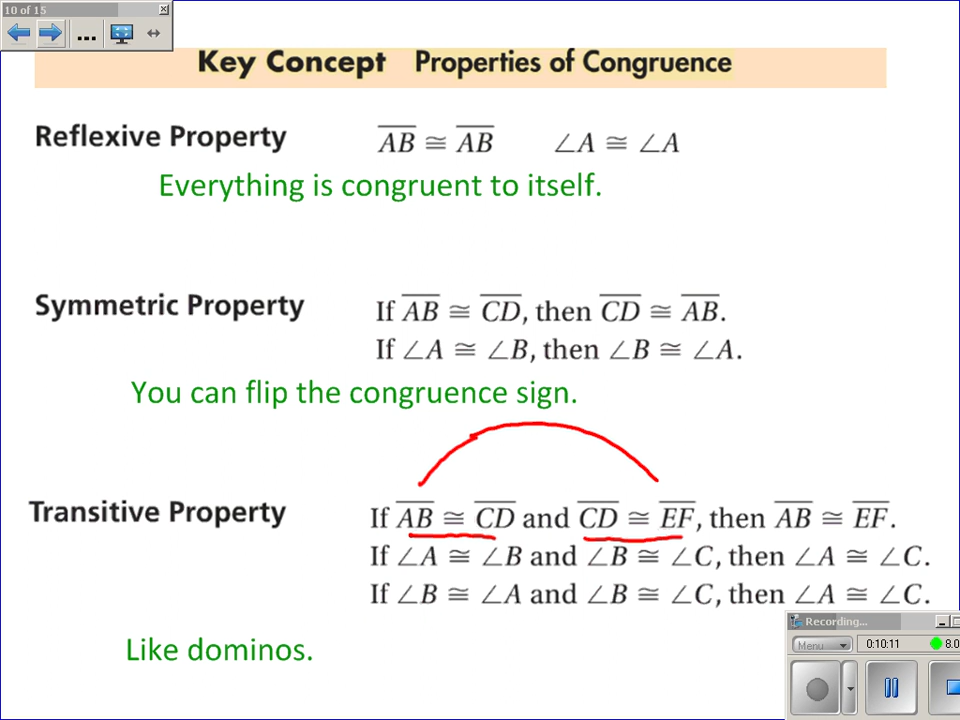 10 of 15
...
Key Concept Properties of Congruence
Reflexive Property AB ≅ AB ∠A ≅ ∠A
Everything is congruent to itself.
Symmetric Property If AB ≅ CD, then CD ≅ AB.
If ∠A ≅ ∠B, then ∠B ≅ ∠A.
You can flip the congruence sign.
Transitive Property If AB ≅ CD and CD ≅ EF, then AB ≅ EF.
If ∠A ≅ ∠B and ∠B ≅ ∠C, then ∠A ≅ ∠C.
If ∠B ≅ ∠A and ∠B ≅ ∠C, then ∠A ≅ ∠C.
Like dominos.
Recording...
Menu 0:10:11 8.0